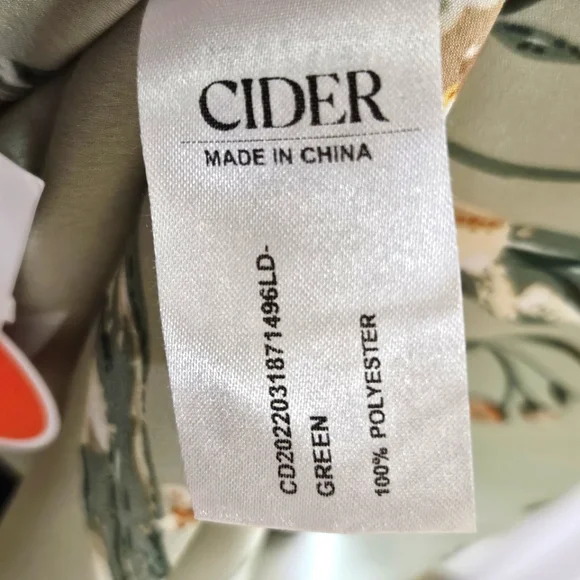 CIDER
MADE IN CHINA
CD2022031871496LD-
GREEN
100% POLYESTER